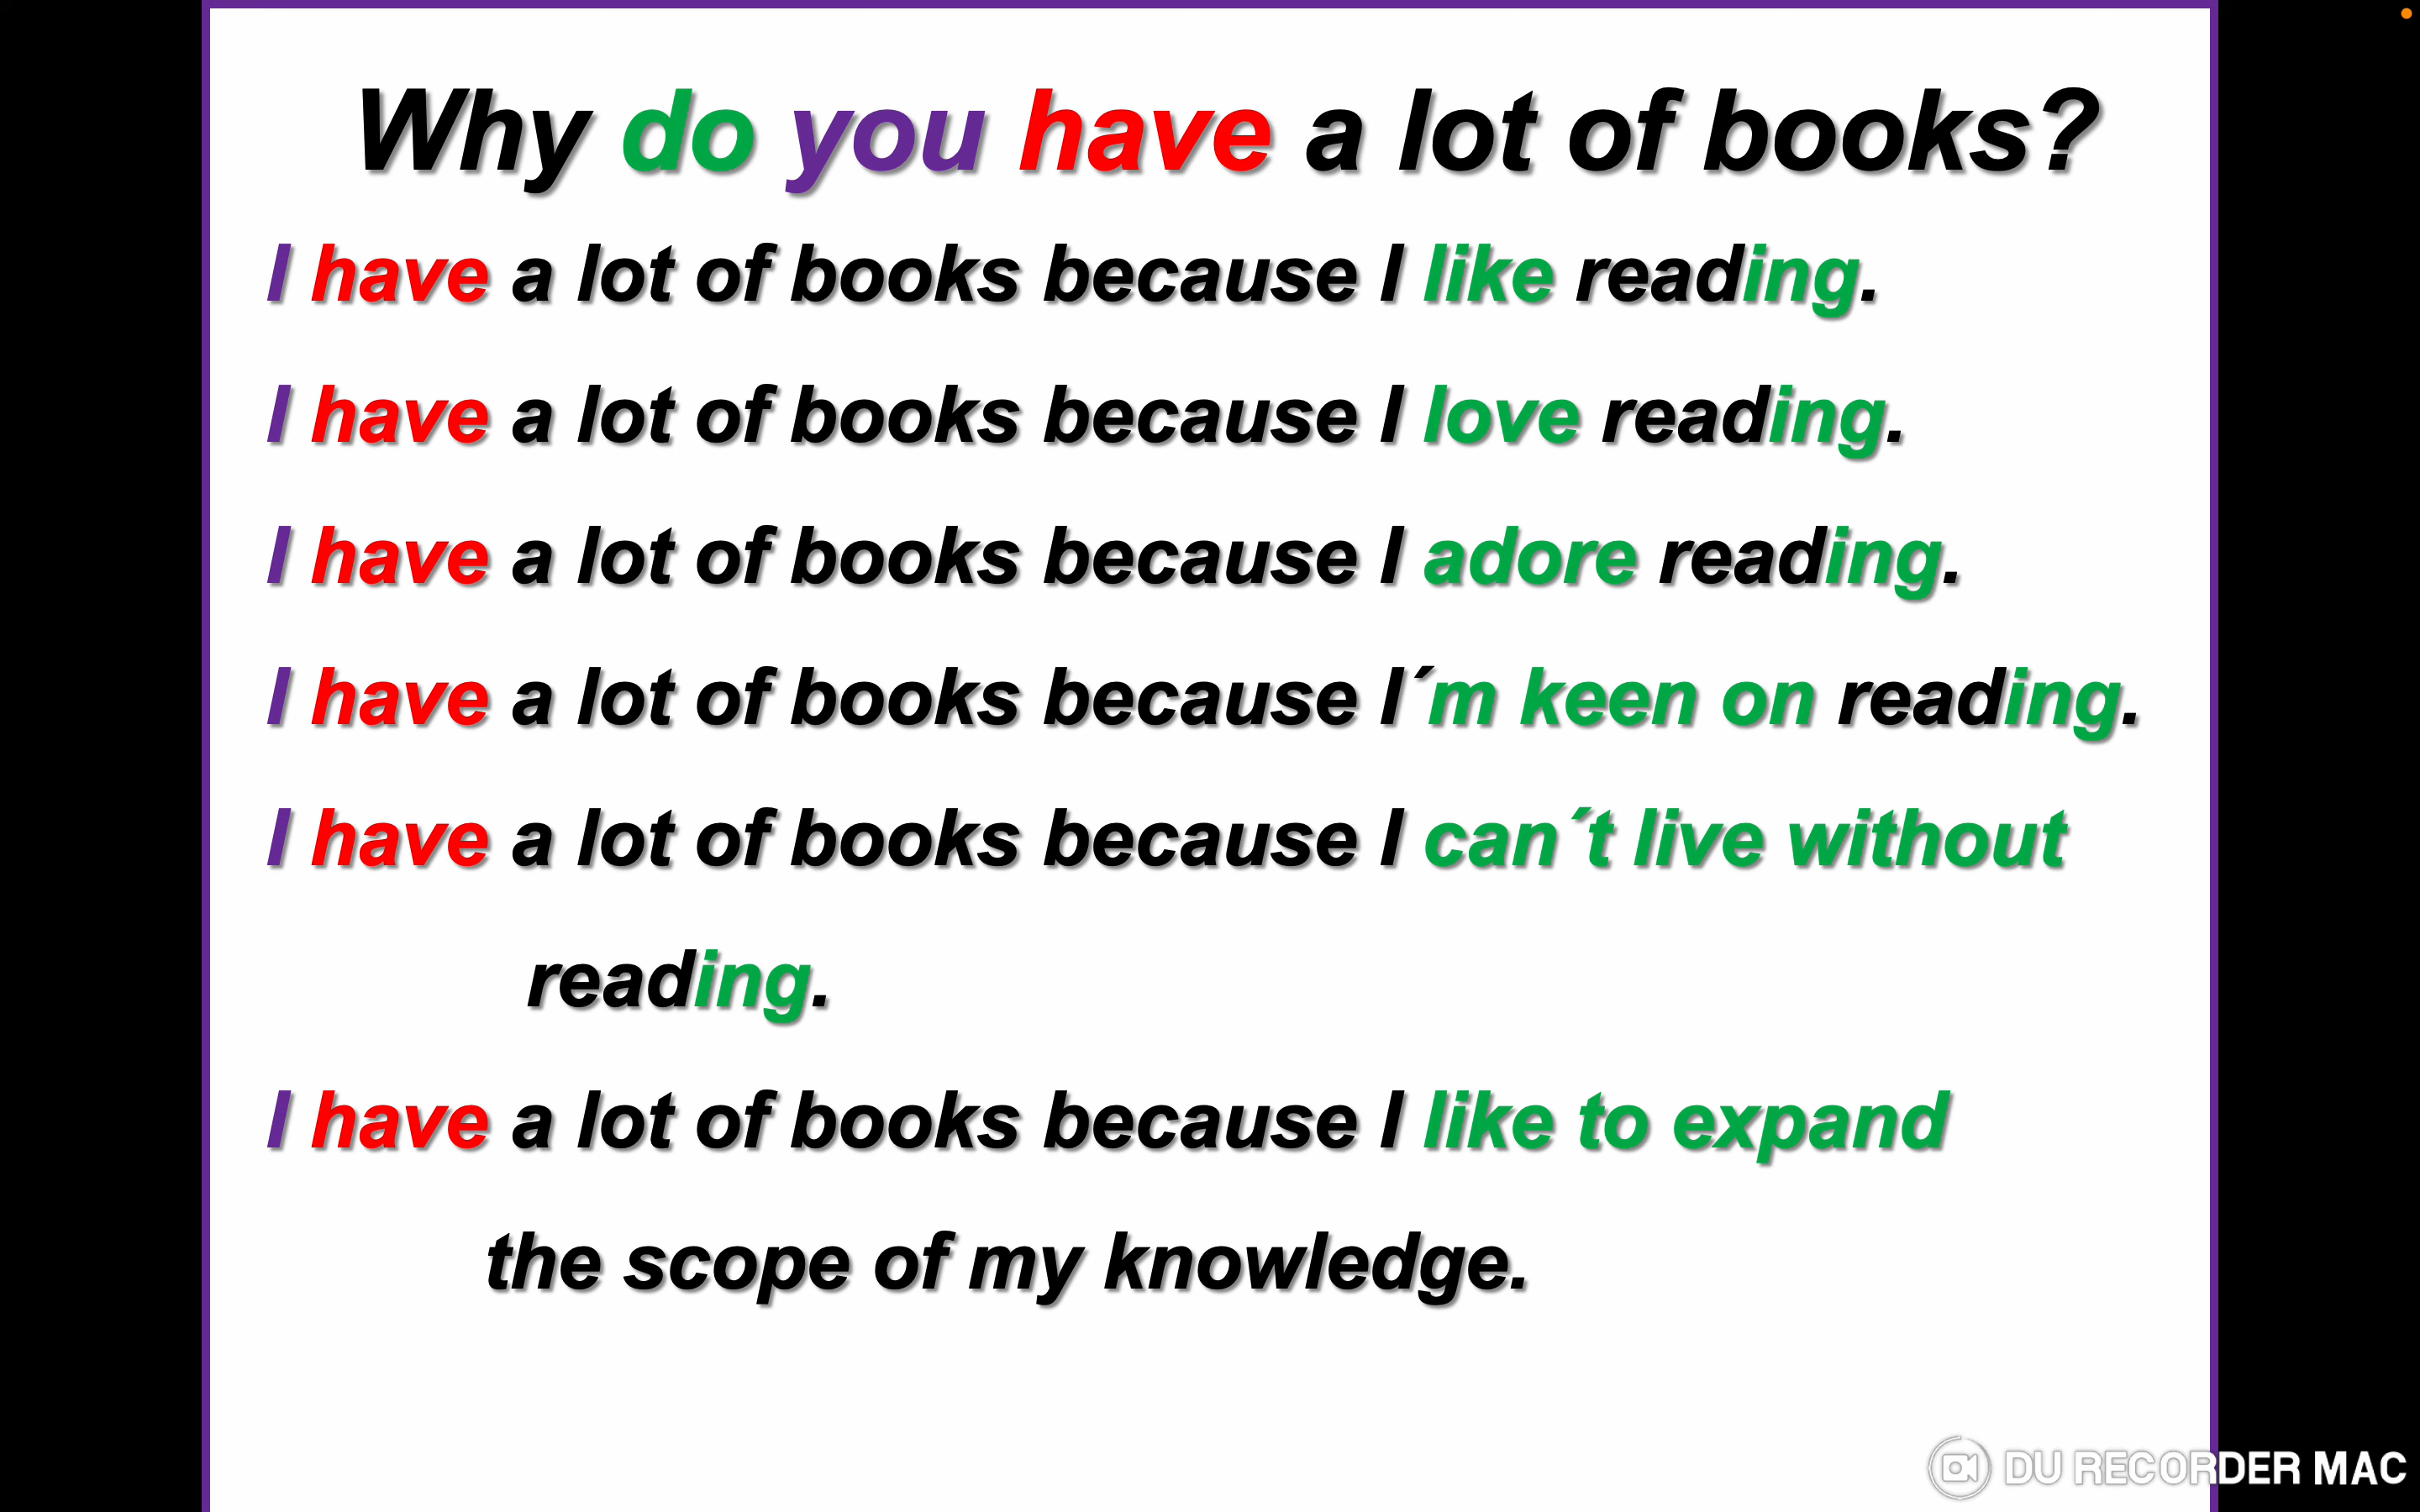 Why do you have a lot of books?
I have a lot of books because I like reading.
I have a lot of books because I love reading.
I have a lot of books because I adore reading.
I have a lot of books because I´m keen on reading.
I have a lot of books because I can´t live without
reading.
I have a lot of books because I like to expand
the scope of my knowledge.
DU RECORDER MAC